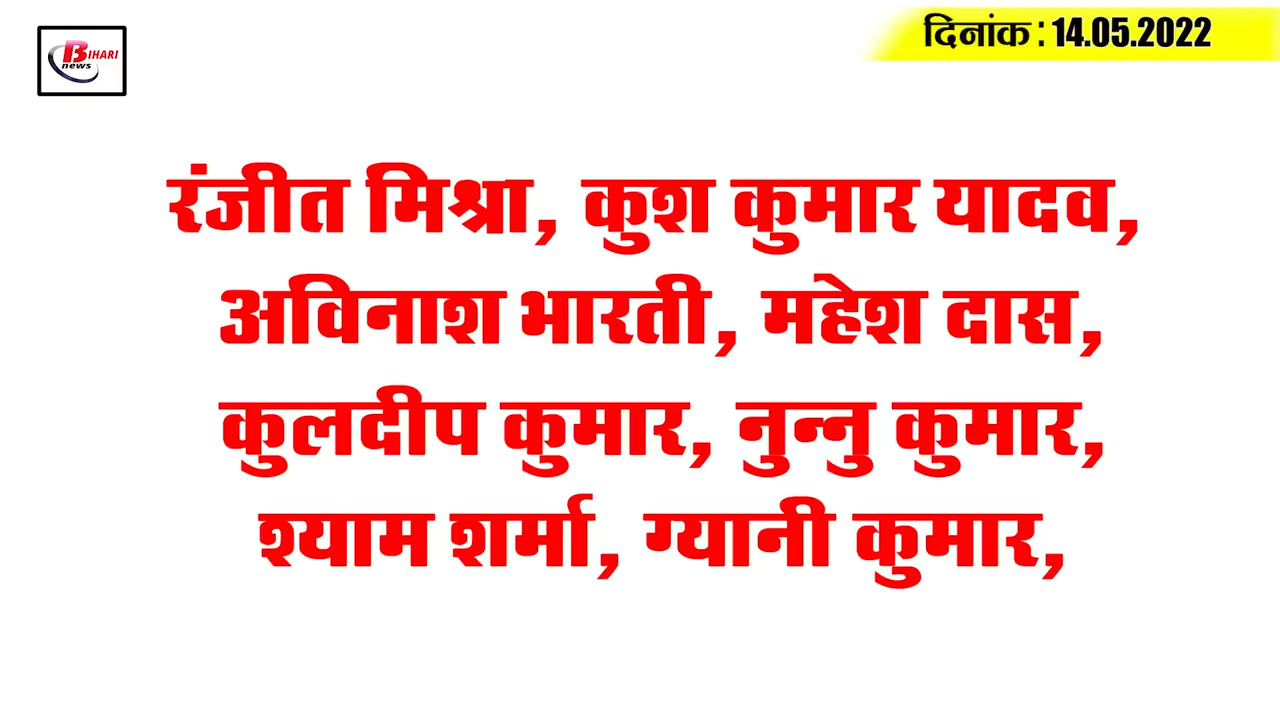 BIHARI
news
दिनांक : 14.05.2022
रंजीत मिश्रा, कुश कुमार यादव,
अविनाश भारती, महेश दास,
कुलदीप कुमार, नुन्नु कुमार,
श्याम शर्मा, ग्यानी कुमार,